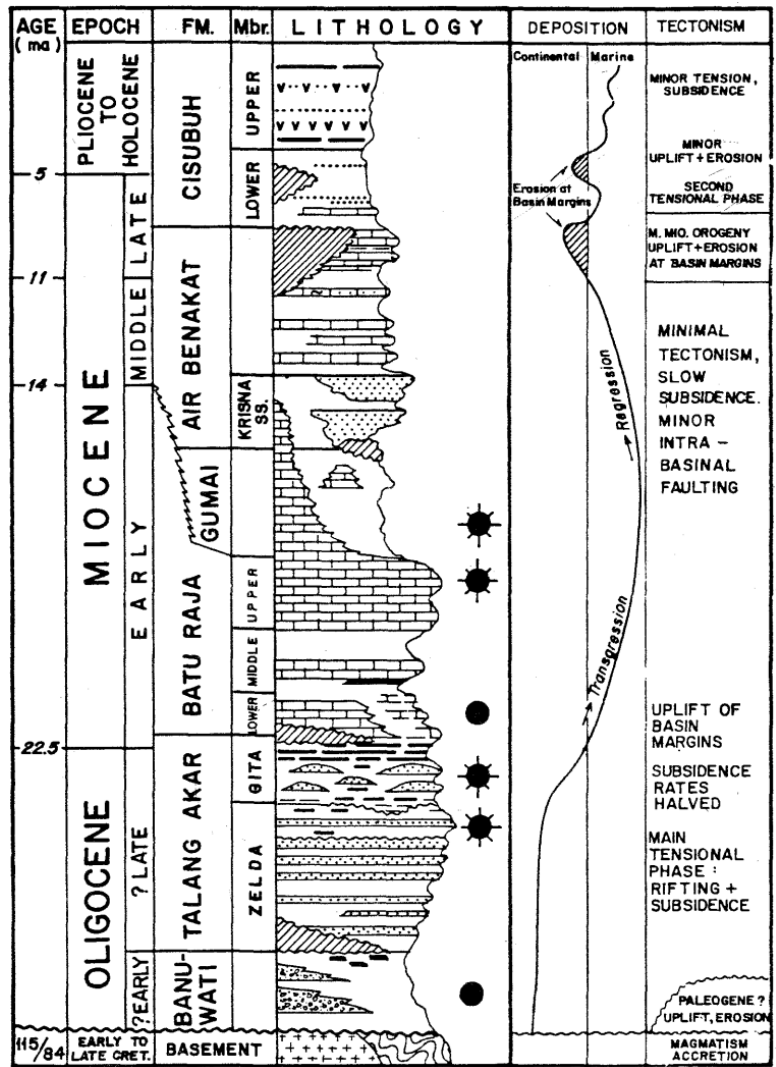 AGE
( ma )
EPOCH
FM.
Mbr.
LITHOLOGY
DEPOSITION
TECTONISM
Continental
Marine
PLIOCENE
TO
HOLOCENE
CISUBUH
UPPER
MINOR TENSION,
SUBSIDENCE
MINOR
UPLIFT + EROSION
5
LOWER
Erosion at
Basin Margins
SECOND
TENSIONAL PHASE
LATE
M. MIO. OROGENY
UPLIFT + EROSION
AT BASIN MARGINS
11
MIOCENE
MIDDLE
AIR BENAKAT
MINIMAL
TECTONISM,
SLOW
SUBSIDENCE.
MINOR
INTRA –
BASINAL
FAULTING
14
KRISNA
SS.
Regression
EARLY
GUMAI
BATU RAJA
UPPER
MIDDLE
LOWER
Transgression
UPLIFT OF
BASIN
MARGINS
22.5
OLIGOCENE
? LATE
TALANG AKAR
GITA
SUBSIDENCE
RATES
HALVED
ZELDA
MAIN
TENSIONAL
PHASE :
RIFTING +
SUBSIDENCE
? EARLY
BANU-
WATI
PALEOGENE ?
UPLIFT, EROSION
115/84
EARLY TO
LATE CRET.
BASEMENT
MAGMATISM
ACCRETION